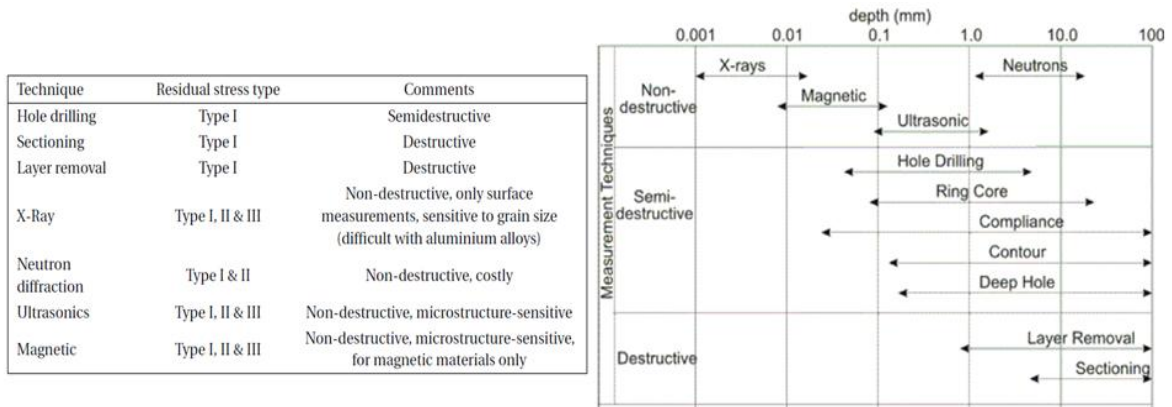 Technique Residual stress type Comments
Hole drilling Type I Semidestructive
Sectioning Type I Destructive
Layer removal Type I Destructive
X-Ray Type I, II & III Non-destructive, only surface
measurements, sensitive to grain size
(difficult with aluminium alloys)
Neutron
diffraction Type I & II Non-destructive, costly
Ultrasonics Type I, II & III Non-destructive, microstructure-sensitive
Magnetic Type I, II & III Non-destructive, microstructure-sensitive,
for magnetic materials only
depth (mm)
0.001 0.01 0.1 1.0 10.0 100
Measurement Techniques
Non-
destructive
X-rays
Neutrons
Magnetic
Ultrasonic
Semi-
destructive
Hole Drilling
Ring Core
Compliance
Contour
Deep Hole
Destructive
Layer Removal
Sectioning